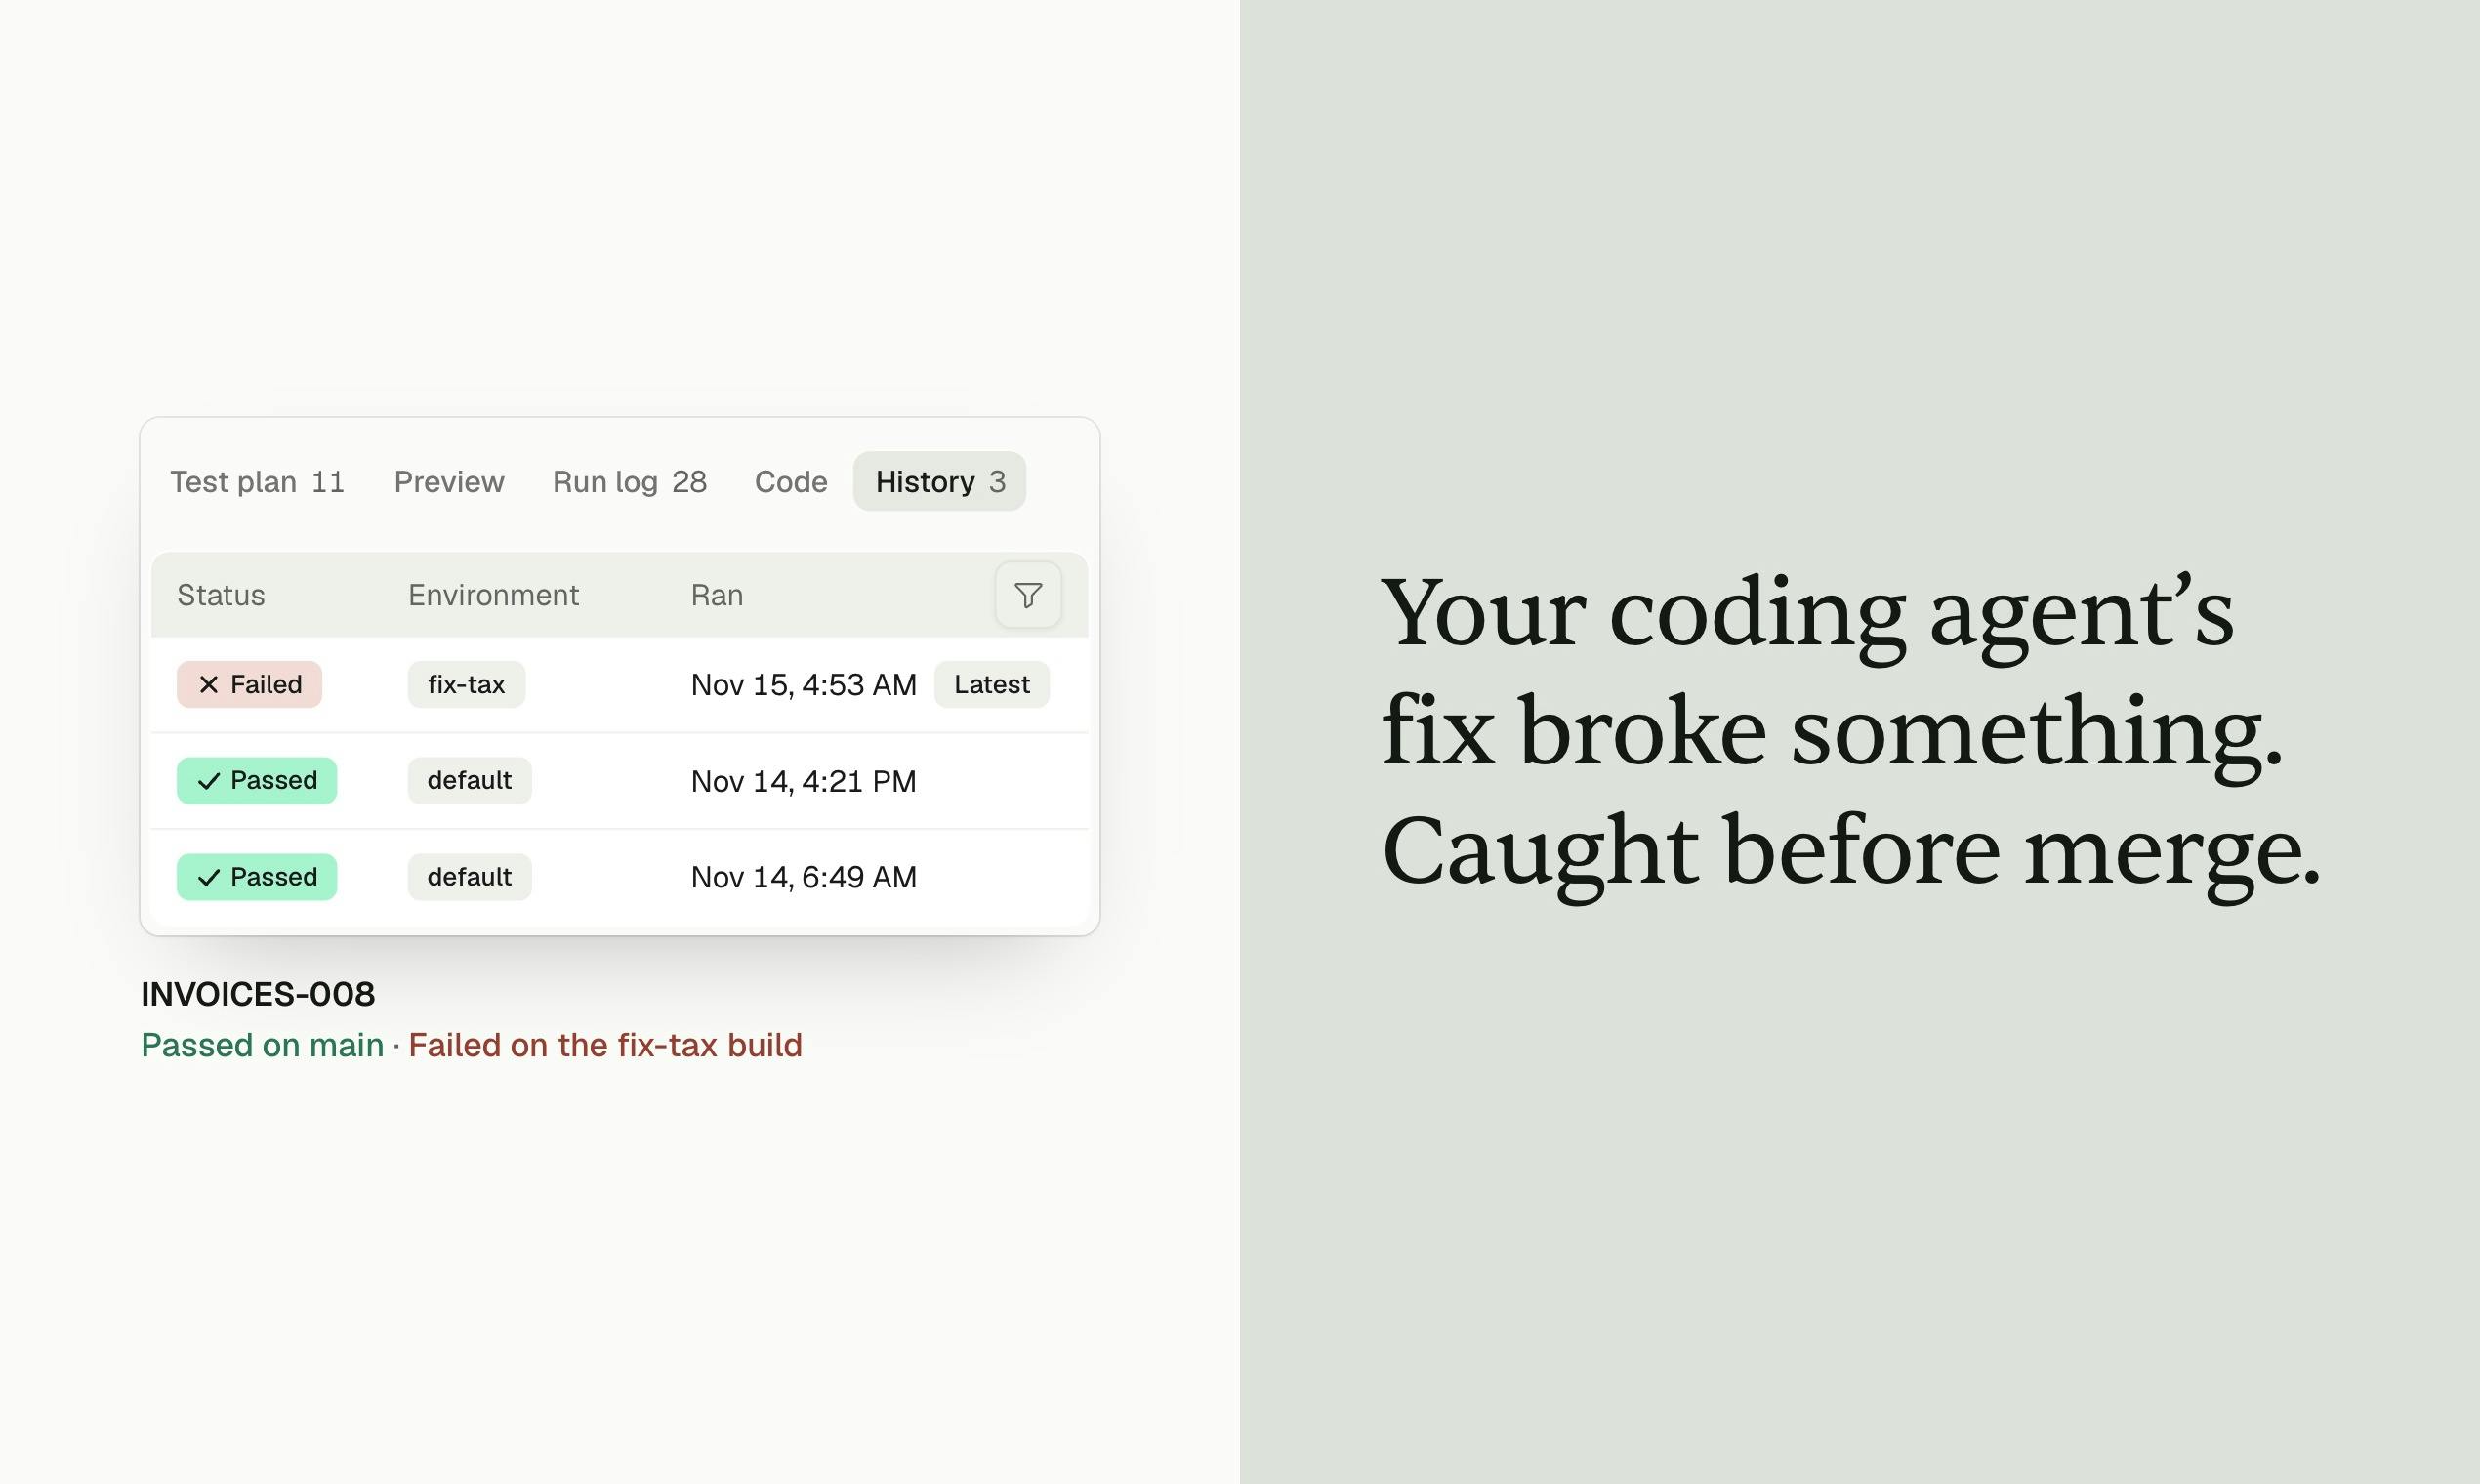 Test plan 11 Preview Run log 28 Code History 3
Status Environment Ran
Failed fix-tax Nov 15, 4:53 AM Latest
Passed default Nov 14, 4:21 PM
Passed default Nov 14, 6:49 AM
INVOICES-008
Passed on main · Failed on the fix-tax build
Your coding agent’s
fix broke something.
Caught before merge.